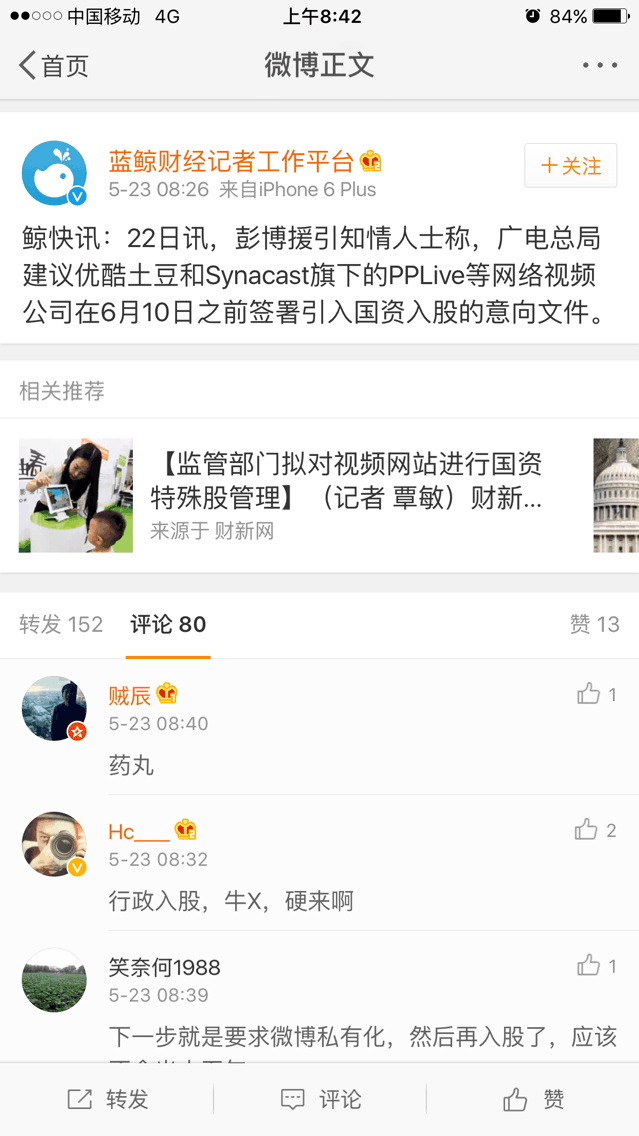 中国移动 4G 上午8:42 84%
首页 微博正文
蓝鲸财经记者工作平台
+关注
5-23 08:26 来自iPhone 6 Plus
鲸快讯：22日讯，彭博援引知情人士称，广电总局
建议优酷土豆和Synacast旗下的PPLive等网络视频
公司在6月10日之前签署引入国资入股的意向文件。
相关推荐
【监管部门拟对视频网站进行国资
特殊股管理】（记者 覃敏）财新...
来源于 财新网
转发 152 评论 80 赞 13
贼辰 1
5-23 08:40
药丸
Hc____ 2
5-23 08:32
行政入股，牛X，硬来啊
笑奈何1988 1
5-23 08:39
下一步就是要求微博私有化，然后再入股了，应该
转发 评论 赞